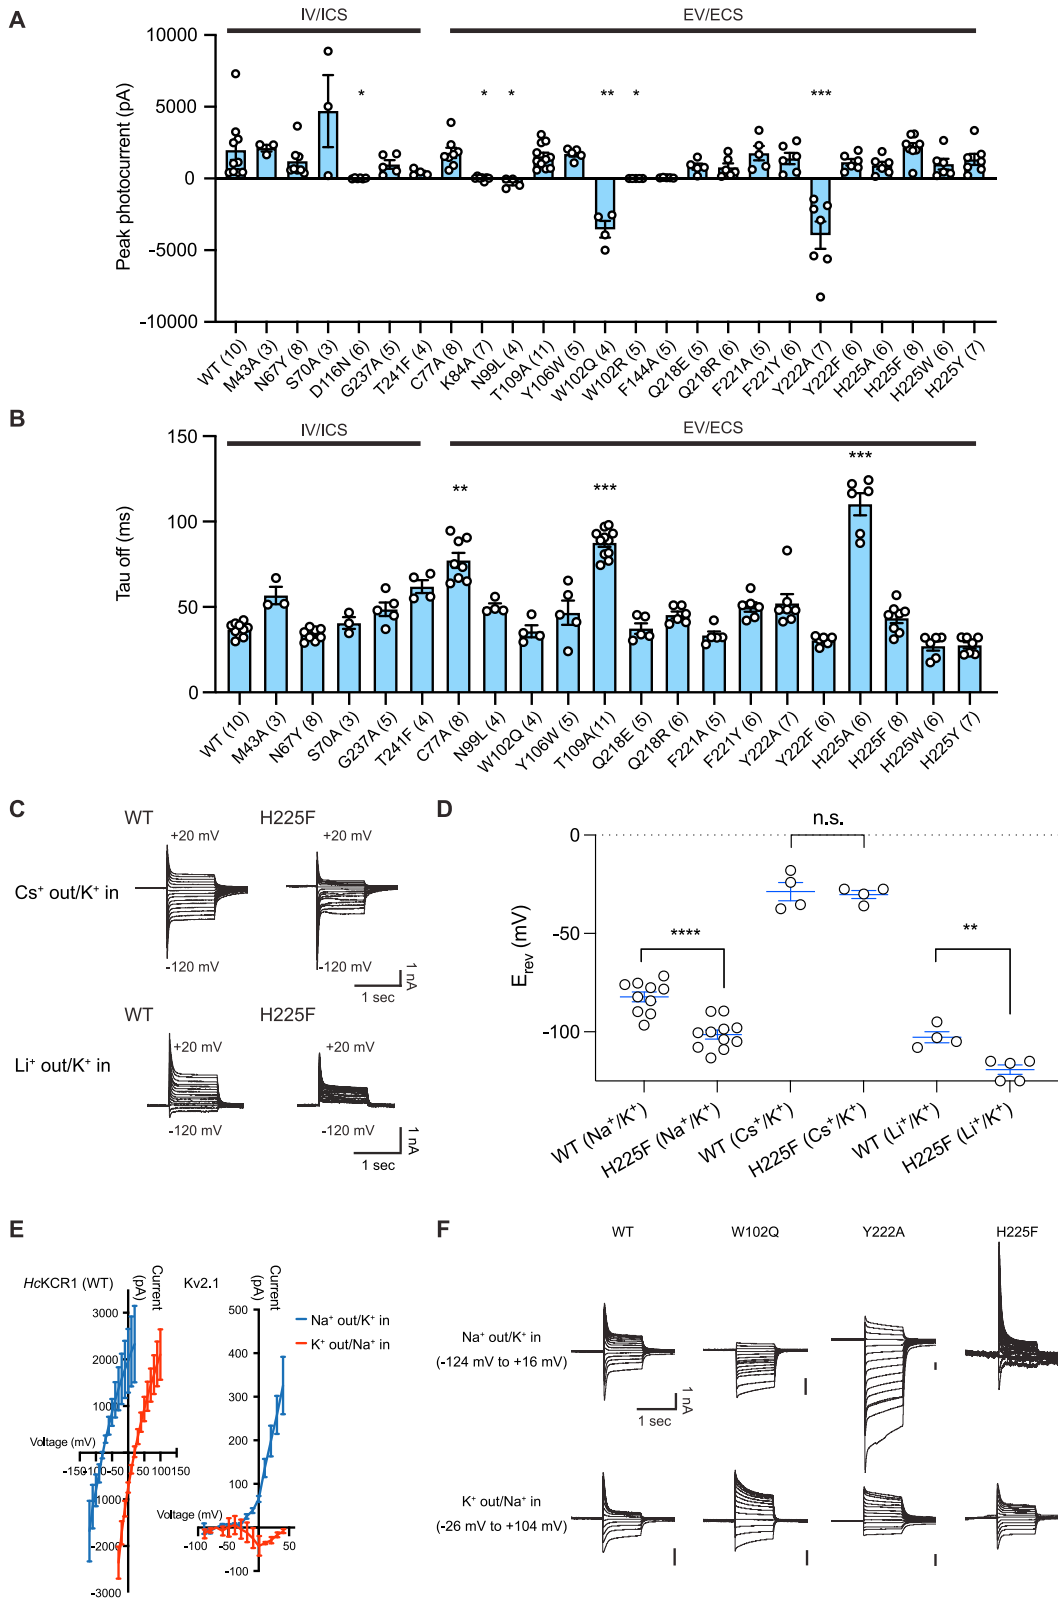 A
IV/ICS
EV/ECS
Peak photocurrent (pA)
10000
5000
0
-5000
-10000
* * * ** * ***
WT (10)
M43A (3)
N67Y (8)
S70A (3)
D116N (6)
G237A (5)
T241F (4)
C77A (8)
K84A (7)
N99L (4)
T109A (11)
Y106W (5)
W102Q (4)
W102R (5)
F144A (5)
Q218E (5)
Q218R (6)
F221A (5)
F221Y (6)
Y222A (7)
Y222F (6)
H225A (6)
H225F (8)
H225W (6)
H225Y (7)
B
IV/ICS
EV/ECS
Tau off (ms)
150
100
50
0
** *** ***
WT (10)
M43A (3)
N67Y (8)
S70A (3)
G237A (5)
T241F (4)
C77A (8)
N99L (4)
W102Q (4)
Y106W (5)
T109A(11)
Q218E (5)
Q218R (6)
F221A (5)
F221Y (6)
Y222A (7)
Y222F (6)
H225A (6)
H225F (8)
H225W (6)
H225Y (7)
C
WT
H225F
+20 mV
+20 mV
Cs⁺ out/K⁺ in
-120 mV
-120 mV
1 nA
1 sec
WT
H225F
+20 mV
+20 mV
Li⁺ out/K⁺ in
-120 mV
-120 mV
1 nA
1 sec
D
n.s.
**** **
Erev (mV)
0
-50
-100
WT (Na⁺/K⁺)
H225F (Na⁺/K⁺)
WT (Cs⁺/K⁺)
H225F (Cs⁺/K⁺)
WT (Li⁺/K⁺)
H225F (Li⁺/K⁺)
E
HcKCR1 (WT)
Current (pA)
3000
2000
1000
Voltage (mV)
-150 -100 -50 50 100 150
-1000
-2000
-3000
Kv2.1
Current (pA)
500
400
300
200
100
Voltage (mV)
-100 -50 0 50
-100
Na⁺ out/K⁺ in
K⁺ out/Na⁺ in
F
WT
W102Q
Y222A
H225F
Na⁺ out/K⁺ in
(-124 mV to +16 mV)
1 nA
1 sec
K⁺ out/Na⁺ in
(-26 mV to +104 mV)